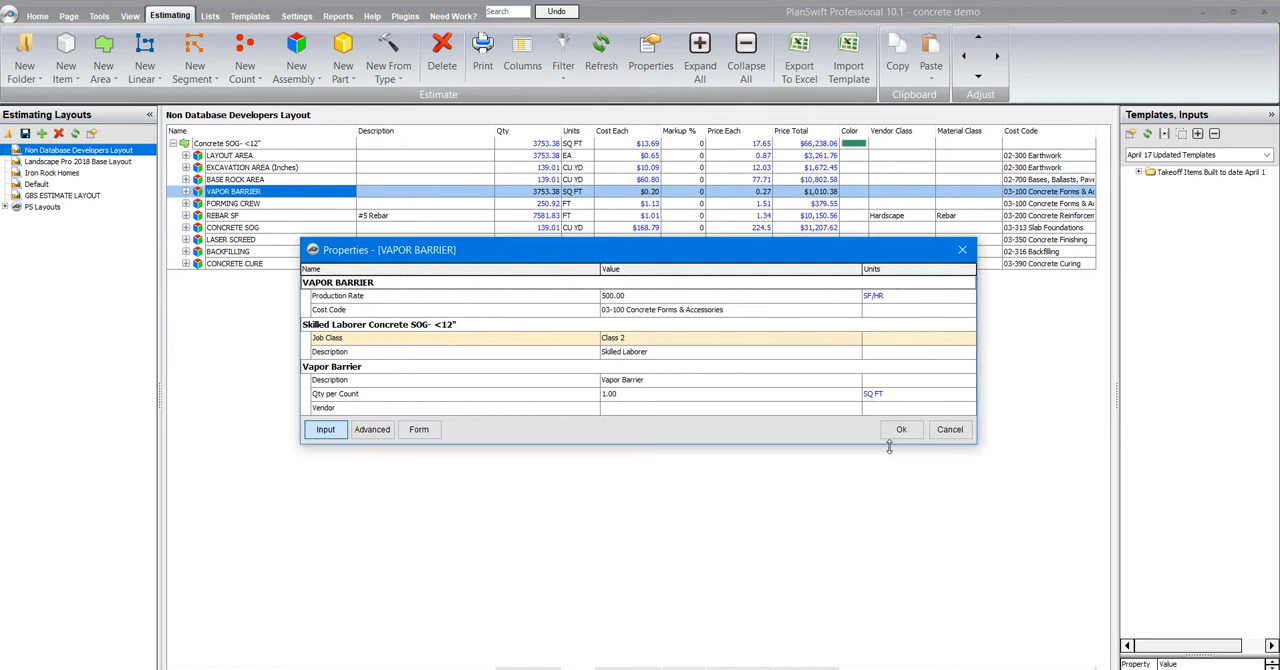 Home Page Tools View Estimating Lists Templates Settings Reports Help Plugins Need Work? Search Undo PlanSwift Professional 10.1 - concrete demo
New Folder New Item New Area New Linear New Segment New Count New Assembly New Part New From Type Delete Print Columns Filter Refresh Properties Expand All Collapse All Export To Excel Import Template Copy Paste
Estimate Clipboard Adjust
Estimating Layouts «
Non Database Developers Layout
Landscape Pro 2018 Base Layout
Iron Rock Homes
Default
GBS ESTIMATE LAYOUT
PS Layouts
Non Database Developers Layout
Name Description Qty Units Cost Each Markup % Price Each Price Total Color Vendor Class Material Class Cost Code
Concrete SOG- <12" 3753.38 SQ FT $13.69 0 17.65 $66,238.06
LAYOUT AREA 3753.38 EA $0.65 0 0.87 $3,261.76 02-300 Earthwork
EXCAVATION AREA (Inches) 139.01 CU YD $10.09 0 12.03 $1,672.45 02-300 Earthwork
BASE ROCK AREA 139.01 CU YD $60.80 0 77.71 $10,802.58 02-700 Bases, Ballasts, Pave
VAPOR BARRIER 3753.38 SQ FT $0.20 0 0.27 $1,010.38 03-100 Concrete Forms & A
FORMING CREW 250.92 FT $1.13 0 1.51 $379.55 03-100 Concrete Forms & A
REBAR SF #5 Rebar 7581.83 FT $1.01 0 1.34 $10,150.56 Hardscape Rebar 03-200 Concrete Reinforcem
CONCRETE SOG 139.01 CU YD $168.79 0 224.5 $31,207.62 03-313 Slab Foundations
LASER SCREED 03-350 Concrete Finishing
BACKFILLING 02-316 Backfilling
CONCRETE CURE 03-390 Concrete Curing
Properties - [VAPOR BARRIER]
Name Value Units
VAPOR BARRIER
Production Rate 500.00 SF/HR
Cost Code 03-100 Concrete Forms & Accessories
Skilled Laborer Concrete SOG- <12"
Job Class Class 2
Description Skilled Laborer
Vapor Barrier
Description Vapor Barrier
Qty per Count 1.00 SQ FT
Vendor
Input Advanced Form Ok Cancel
Templates, Inputs »
April 17 Updated Templates
Takeoff Items Built to date April 1
Property Value